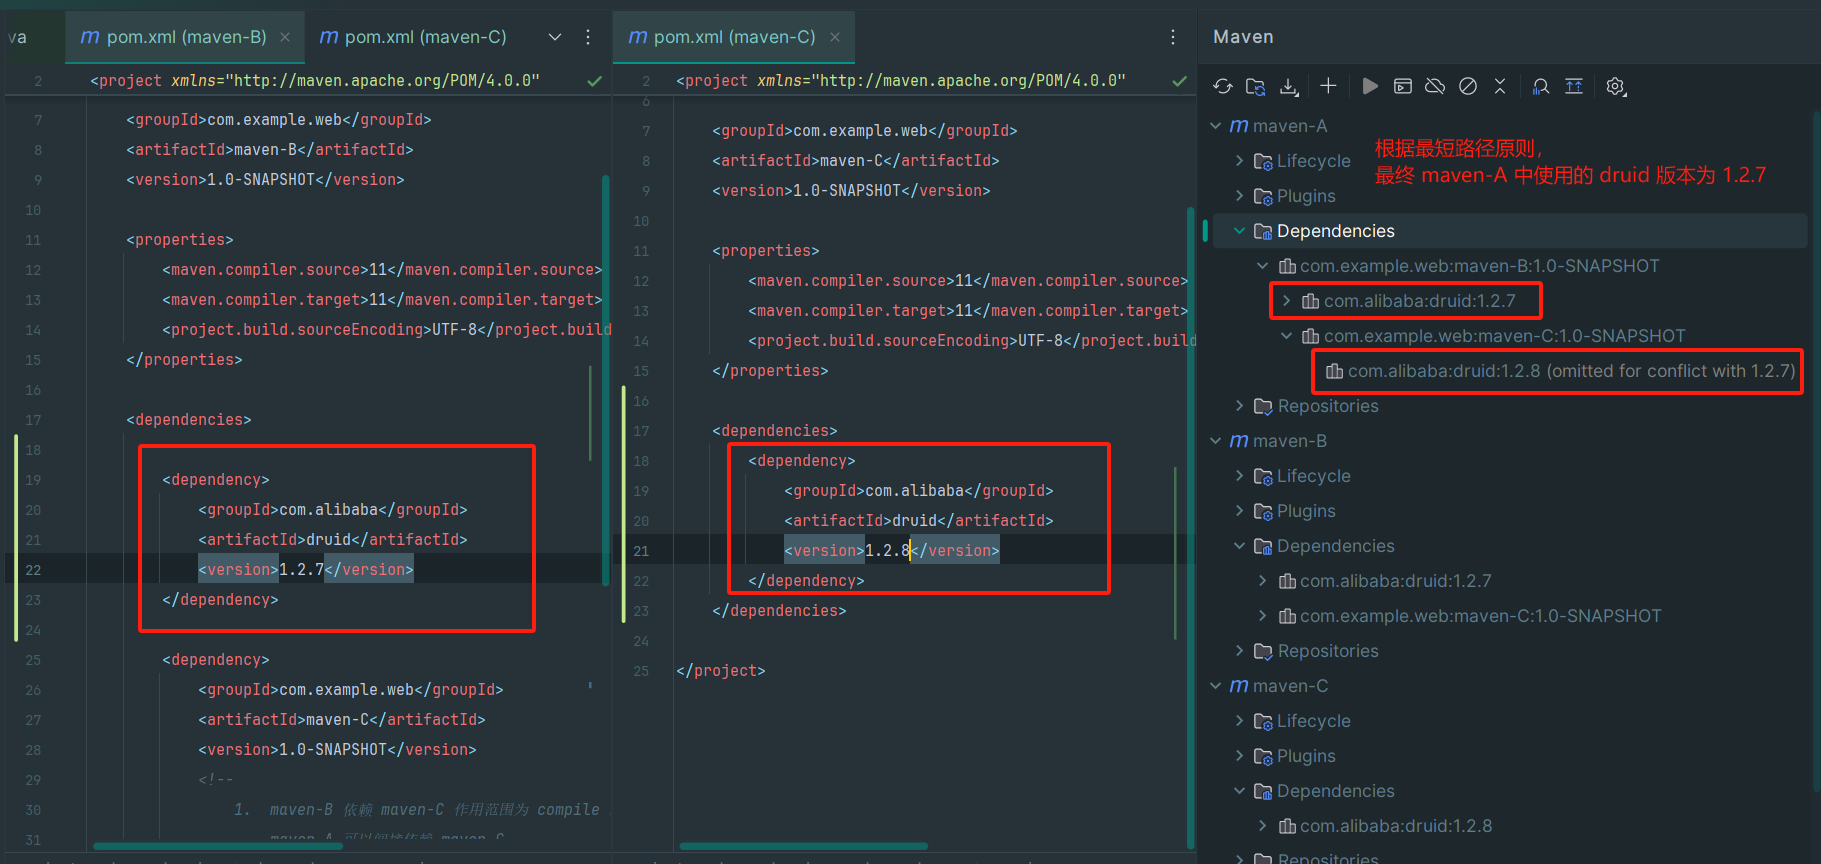 va
m pom.xml (maven-B) ×
m pom.xml (maven-C)
2 <project xmlns="http://maven.apache.org/POM/4.0.0"
7 <groupId>com.example.web</groupId>
8 <artifactId>maven-B</artifactId>
9 <version>1.0-SNAPSHOT</version>
10
11 <properties>
12 <maven.compiler.source>11</maven.compiler.source>
13 <maven.compiler.target>11</maven.compiler.target>
14 <project.build.sourceEncoding>UTF-8</project.build
15 </properties>
16
17 <dependencies>
18
19 <dependency>
20 <groupId>com.alibaba</groupId>
21 <artifactId>druid</artifactId>
22 <version>1.2.7</version>
23 </dependency>
24
25 <dependency>
26 <groupId>com.example.web</groupId>
27 <artifactId>maven-C</artifactId>
28 <version>1.0-SNAPSHOT</version>
29 <!--
30 1. maven-B 依赖 maven-C 作用范围为 compile
31 maven-A 可以间接依赖 maven-C
m pom.xml (maven-C) ×
2 <project xmlns="http://maven.apache.org/POM/4.0.0"
6
7 <groupId>com.example.web</groupId>
8 <artifactId>maven-C</artifactId>
9 <version>1.0-SNAPSHOT</version>
10
11 <properties>
12 <maven.compiler.source>11</maven.compiler.source>
13 <maven.compiler.target>11</maven.compiler.target>
14 <project.build.sourceEncoding>UTF-8</project.build
15 </properties>
16
17 <dependencies>
18 <dependency>
19 <groupId>com.alibaba</groupId>
20 <artifactId>druid</artifactId>
21 <version>1.2.8</version>
22 </dependency>
23 </dependencies>
24
25 </project>
Maven
m maven-A
Lifecycle
Plugins
根据最短路径原则，
最终 maven-A 中使用的 druid 版本为 1.2.7
Dependencies
com.example.web:maven-B:1.0-SNAPSHOT
com.alibaba:druid:1.2.7
com.example.web:maven-C:1.0-SNAPSHOT
com.alibaba:druid:1.2.8 (omitted for conflict with 1.2.7)
Repositories
m maven-B
Lifecycle
Plugins
Dependencies
com.alibaba:druid:1.2.7
com.example.web:maven-C:1.0-SNAPSHOT
Repositories
m maven-C
Lifecycle
Plugins
Dependencies
com.alibaba:druid:1.2.8
Repositories